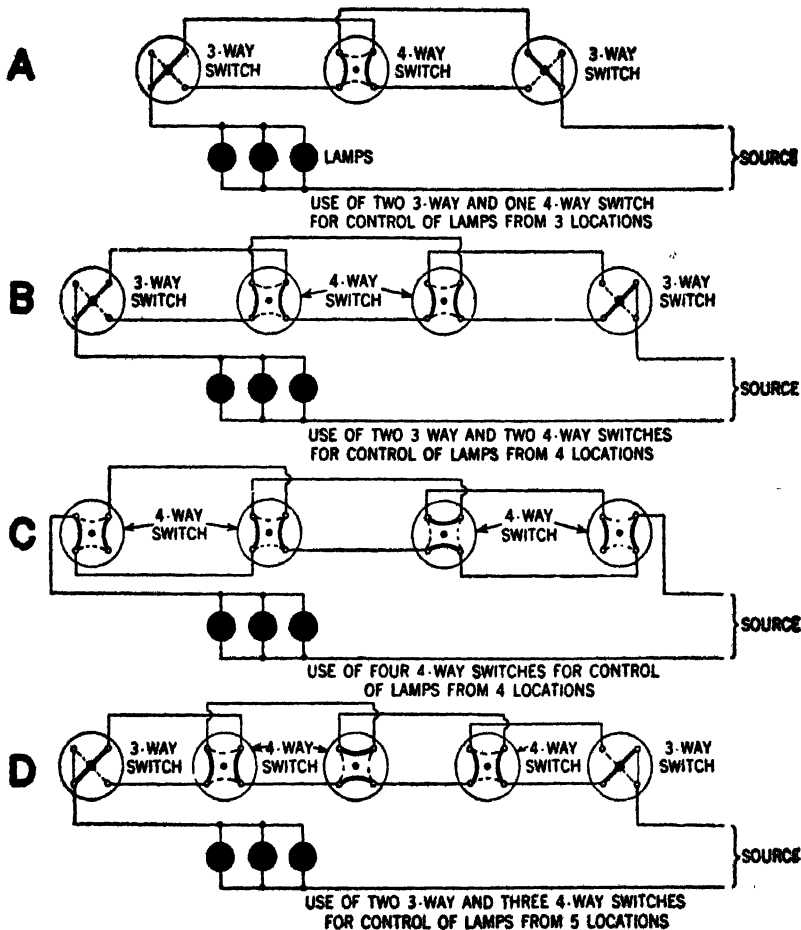 A
3-WAY
SWITCH
4-WAY
SWITCH
3-WAY
SWITCH
LAMPS
SOURCE
USE OF TWO 3-WAY AND ONE 4-WAY SWITCH
FOR CONTROL OF LAMPS FROM 3 LOCATIONS
B
3-WAY
SWITCH
4-WAY
SWITCH
3-WAY
SWITCH
SOURCE
USE OF TWO 3 WAY AND TWO 4-WAY SWITCHES
FOR CONTROL OF LAMPS FROM 4 LOCATIONS
C
4-WAY
SWITCH
4-WAY
SWITCH
SOURCE
USE OF FOUR 4-WAY SWITCHES FOR CONTROL
OF LAMPS FROM 4 LOCATIONS
D
3-WAY
SWITCH
4-WAY
SWITCH
4-WAY
SWITCH
3-WAY
SWITCH
SOURCE
USE OF TWO 3-WAY AND THREE 4-WAY SWITCHES
FOR CONTROL OF LAMPS FROM 5 LOCATIONS